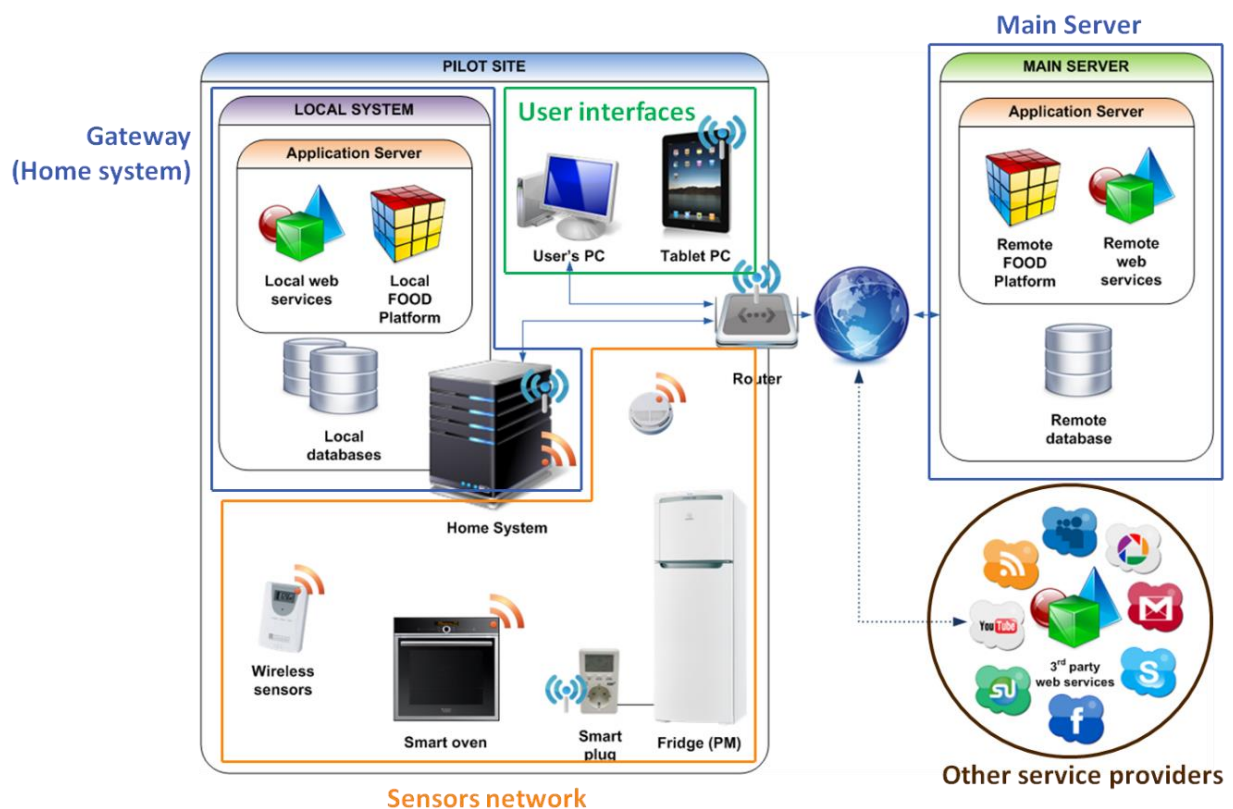 Main Server
PILOT SITE
MAIN SERVER
LOCAL SYSTEM
User interfaces
Application Server
Gateway
(Home system)
Application Server
User's PC
Tablet PC
Remote
FOOD
Platform
Remote
web
services
Local web
services
Local
FOOD
Platform
Router
Remote
database
Local
databases
Home System
You Tube
3rd party
web services
Wireless
sensors
Smart oven
Smart
plug
Fridge (PM)
Other service providers
Sensors network